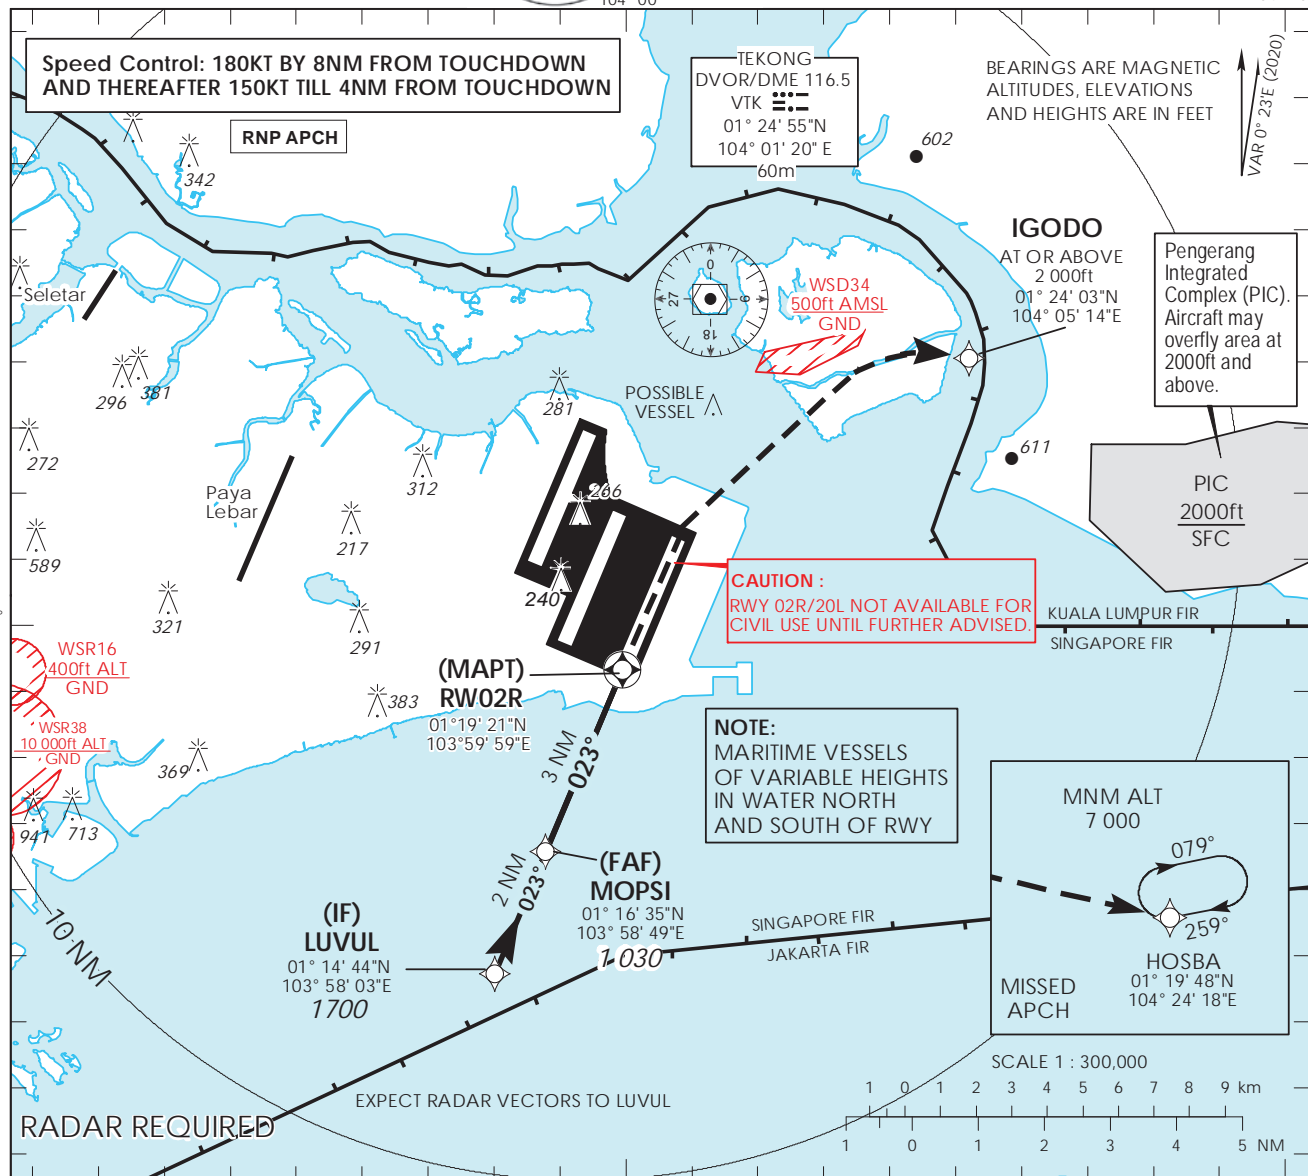 104° 00'
Speed Control: 180KT BY 8NM FROM TOUCHDOWN
AND THEREAFTER 150KT TILL 4NM FROM TOUCHDOWN
RNP APCH
TEKONG
DVOR/DME 116.5
VTK
01° 24' 55"N
104° 01' 20" E
60m
BEARINGS ARE MAGNETIC
ALTITUDES, ELEVATIONS
AND HEIGHTS ARE IN FEET
VAR 0° 23'E (2020)
602
342
IGODO
AT OR ABOVE
2 000ft
01° 24' 03"N
104° 05' 14"E
Pengerang
Integrated
Complex (PIC).
Aircraft may
overfly area at
2000ft and
above.
Seletar
0
9
18
27
WSD34
500ft AMSL
GND
296
381
281
POSSIBLE
VESSEL
272
312
611
PIC
2000ft
SFC
Paya
Lebar
266
217
589
240
321
291
CAUTION :
RWY 02R/20L NOT AVAILABLE FOR
CIVIL USE UNTIL FURTHER ADVISED.
KUALA LUMPUR FIR
SINGAPORE FIR
WSR16
400ft ALT
GND
(MAPT)
RW02R
01°19' 21"N
103°59' 59"E
383
WSR38
10 000ft ALT
GND
369
941
713
3 NM
023°
NOTE:
MARITIME VESSELS
OF VARIABLE HEIGHTS
IN WATER NORTH
AND SOUTH OF RWY
MNM ALT
7 000
079°
259°
HOSBA
01° 19' 48"N
104° 24' 18"E
MISSED
APCH
2 NM
023°
(FAF)
MOPSI
01° 16' 35"N
103° 58' 49"E
1 030
(IF)
LUVUL
01° 14' 44"N
103° 58' 03"E
1700
SINGAPORE FIR
JAKARTA FIR
10 NM
SCALE 1 : 300,000
1 0 1 2 3 4 5 6 7 8 9 km
1 0 1 2 3 4 5 NM
EXPECT RADAR VECTORS TO LUVUL
RADAR REQUIRED